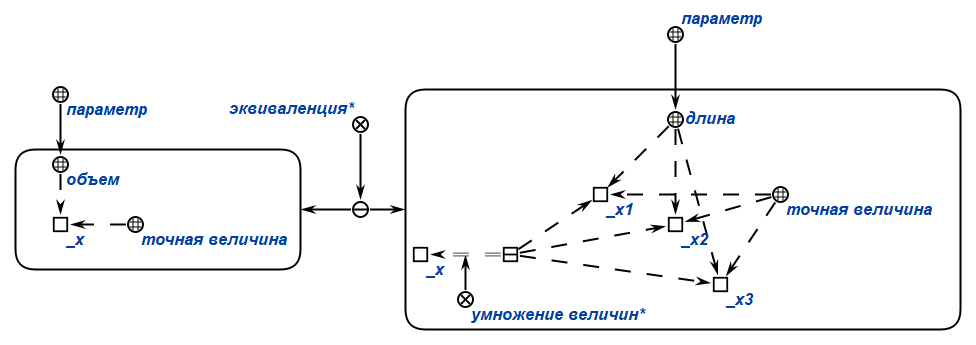 параметр
параметр
эквиваленция*
длина
объем
_x
точная величина
_x1
точная величина
_x2
_x
_x3
умножение величин*